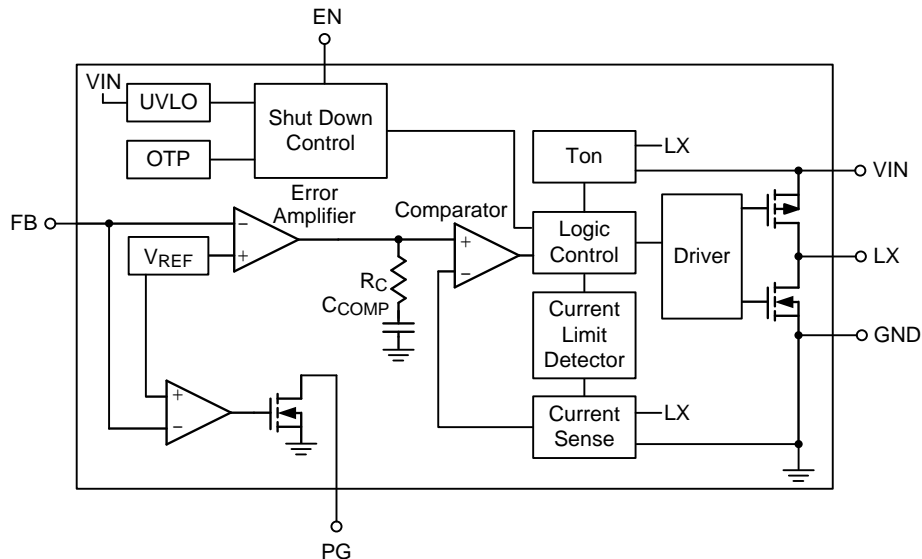 EN
VIN
UVLO
OTP
Shut Down
Control
Ton
LX
VIN
Error
Amplifier
Comparator
FB
−
+
VREF
+
−
Logic
Control
Driver
LX
RC
CCOMP
Current
Limit
Detector
GND
+
−
Current
Sense
LX
PG